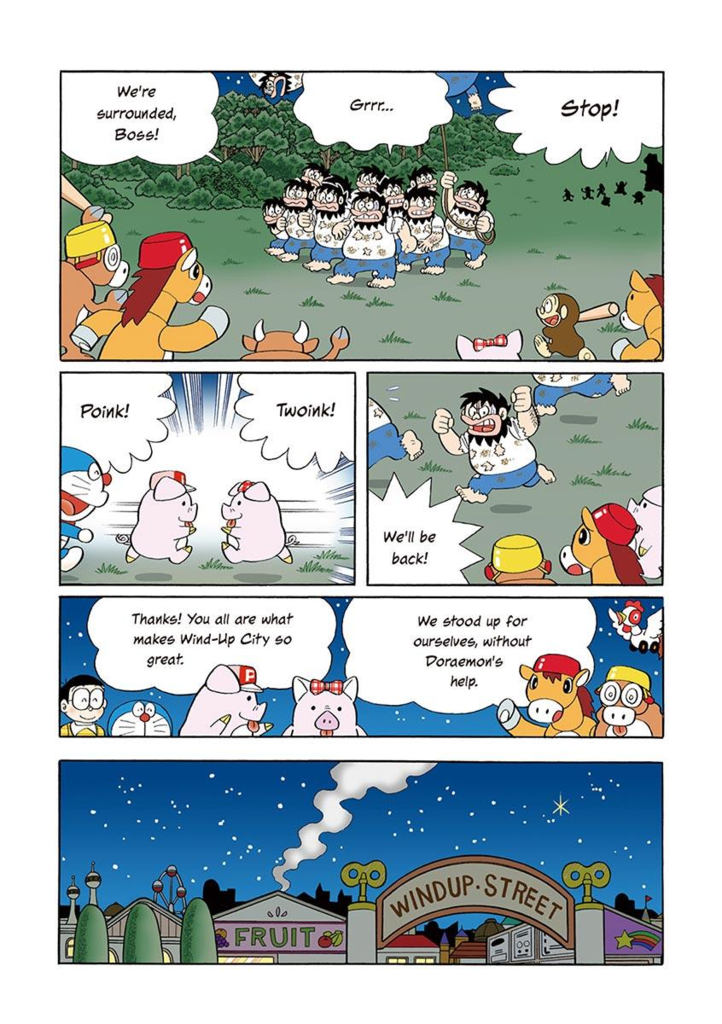 We're
surrounded,
Boss!
Grrr...
Stop!
Poink!
Twoink!
We'll be
back!
Thanks! You all are what
makes Wind-Up City so
great.
P
We stood up for
ourselves, without
Doraemon's
help.
FRUIT
WINDUP·STREET